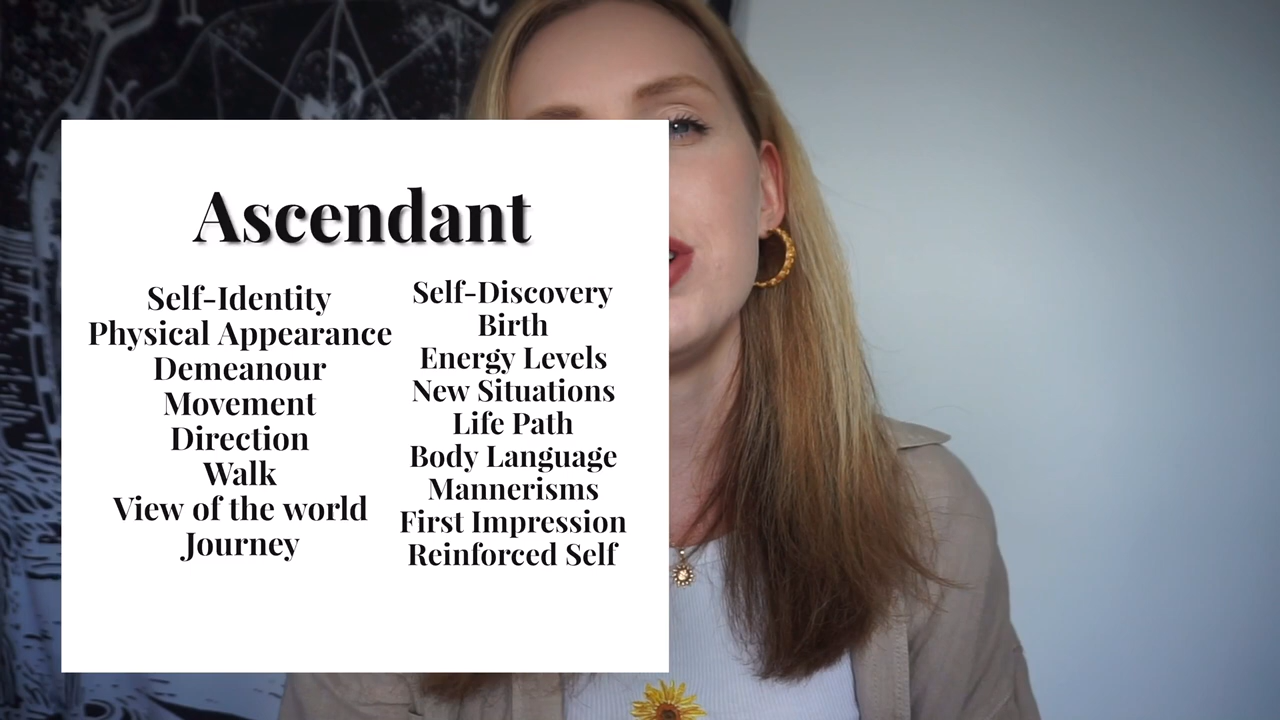 Ascendant
Self-Identity
Physical Appearance
Demeanour
Movement
Direction
Walk
View of the world
Journey
Self-Discovery
Birth
Energy Levels
New Situations
Life Path
Body Language
Mannerisms
First Impression
Reinforced Self